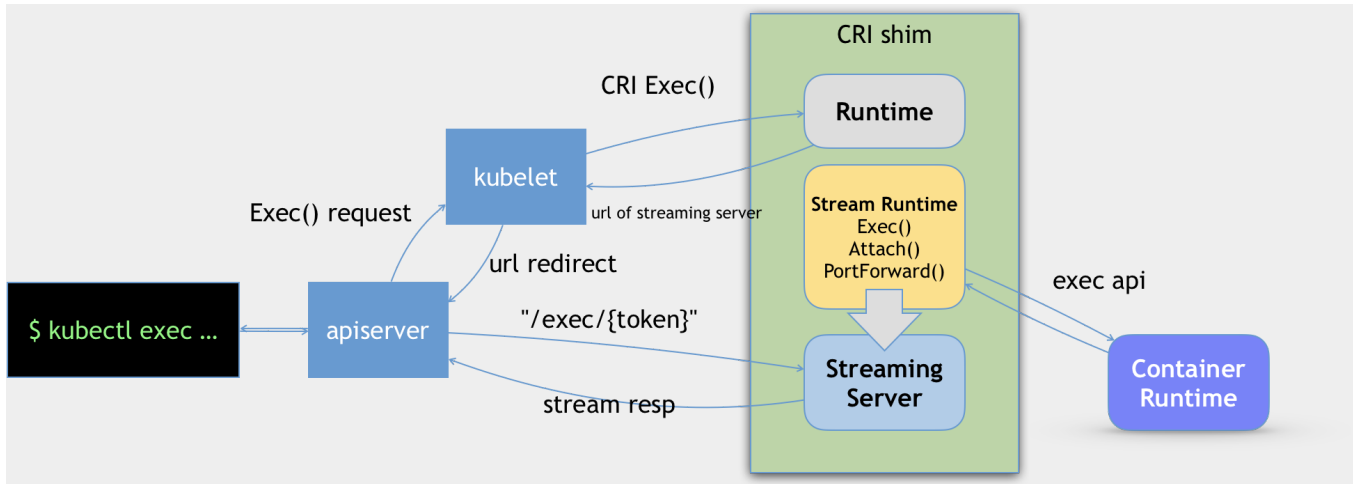 CRI shim
CRI Exec()
Runtime
kubelet
url of streaming server
Exec() request
Stream Runtime
Exec()
Attach()
PortForward()
url redirect
exec api
$ kubectl exec …
apiserver
"/exec/{token}"
Streaming
Server
Container
Runtime
stream resp